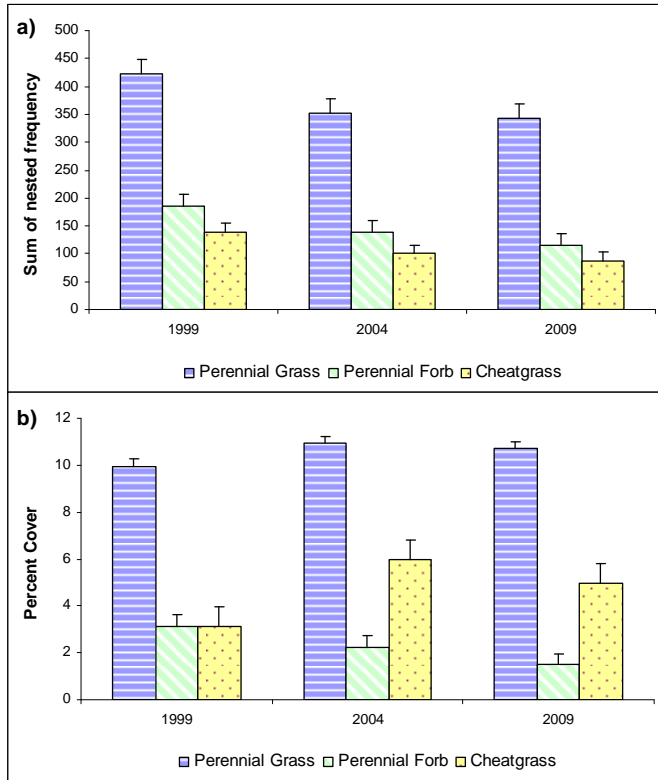 a)
500
450
400
350
300
250
200
150
100
50
0
Sum of nested frequency
1999 2004 2009
Perennial Grass Perennial Forb Cheatgrass
b)
12
10
8
6
4
2
0
Percent Cover
1999 2004 2009
Perennial Grass Perennial Forb Cheatgrass